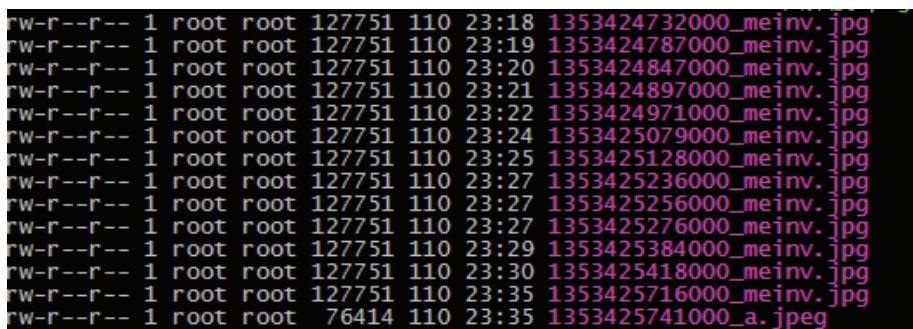 rw-r--r-- 1 root root 127751 110 23:18 1353424732000_meinv.jpg
rw-r--r-- 1 root root 127751 110 23:19 1353424787000_meinv.jpg
rw-r--r-- 1 root root 127751 110 23:20 1353424847000_meinv.jpg
rw-r--r-- 1 root root 127751 110 23:21 1353424897000_meinv.jpg
rw-r--r-- 1 root root 127751 110 23:22 1353424971000_meinv.jpg
rw-r--r-- 1 root root 127751 110 23:24 1353425079000_meinv.jpg
rw-r--r-- 1 root root 127751 110 23:25 1353425128000_meinv.jpg
rw-r--r-- 1 root root 127751 110 23:27 1353425236000_meinv.jpg
rw-r--r-- 1 root root 127751 110 23:27 1353425256000_meinv.jpg
rw-r--r-- 1 root root 127751 110 23:27 1353425276000_meinv.jpg
rw-r--r-- 1 root root 127751 110 23:29 1353425384000_meinv.jpg
rw-r--r-- 1 root root 127751 110 23:30 1353425418000_meinv.jpg
rw-r--r-- 1 root root 127751 110 23:35 1353425716000_meinv.jpg
rw-r--r-- 1 root root 76414 110 23:35 1353425741000_a.jpeg